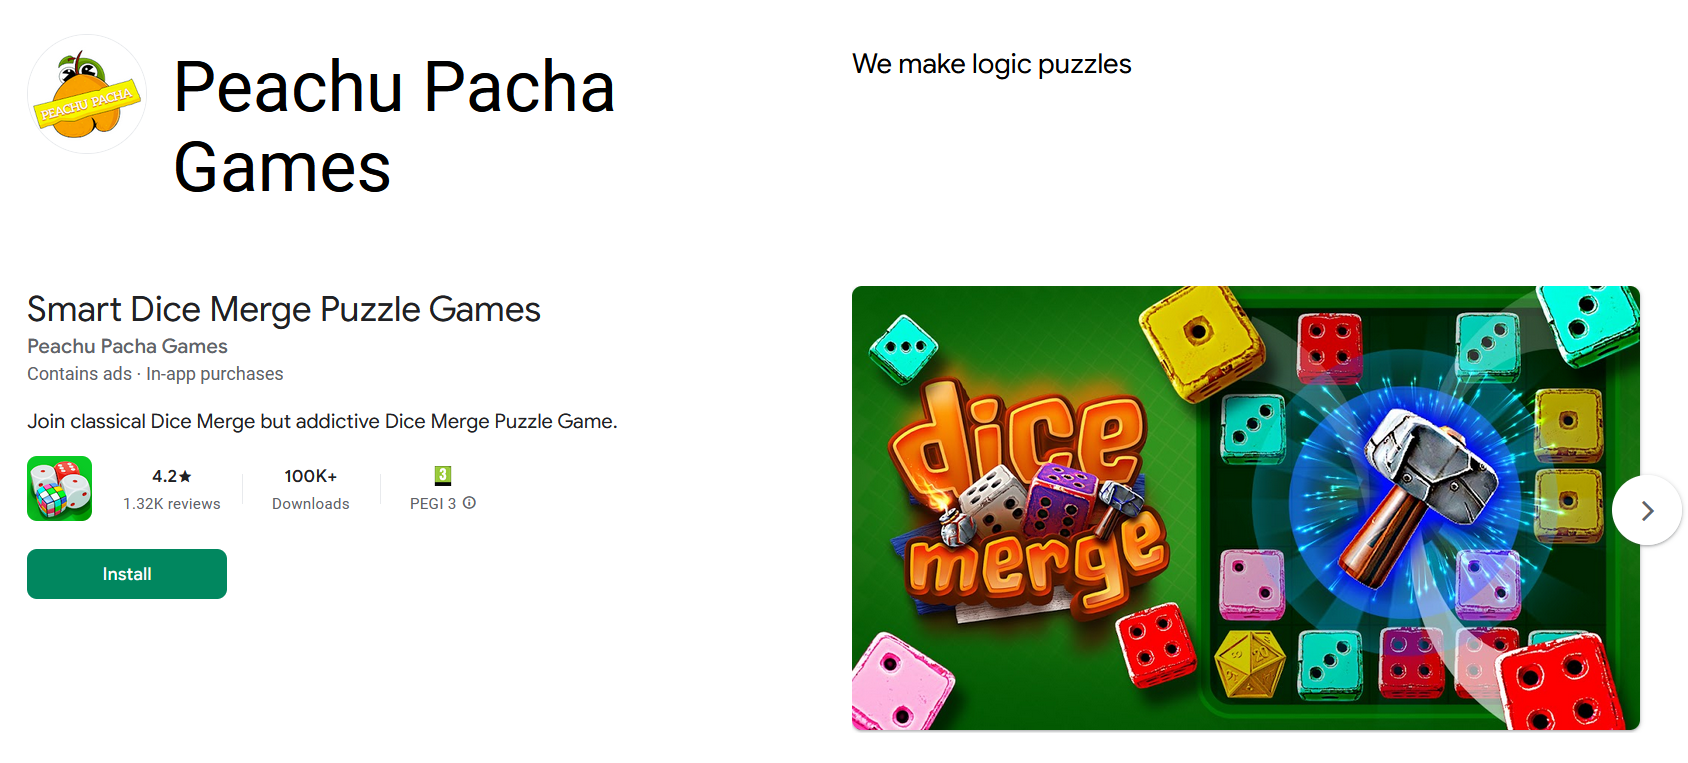 PEACHU PACHA
Peachu Pacha
Games
We make logic puzzles
Smart Dice Merge Puzzle Games
Peachu Pacha Games
Contains ads · In-app purchases
Join classical Dice Merge but addictive Dice Merge Puzzle Game.
4.2★
1.32K reviews
100K+
Downloads
3
PEGI 3
Install
dice
merge
20
8